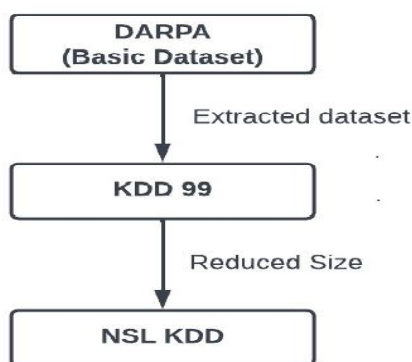 DARPA
(Basic Dataset)
Extracted dataset
KDD 99
Reduced Size
NSL KDD